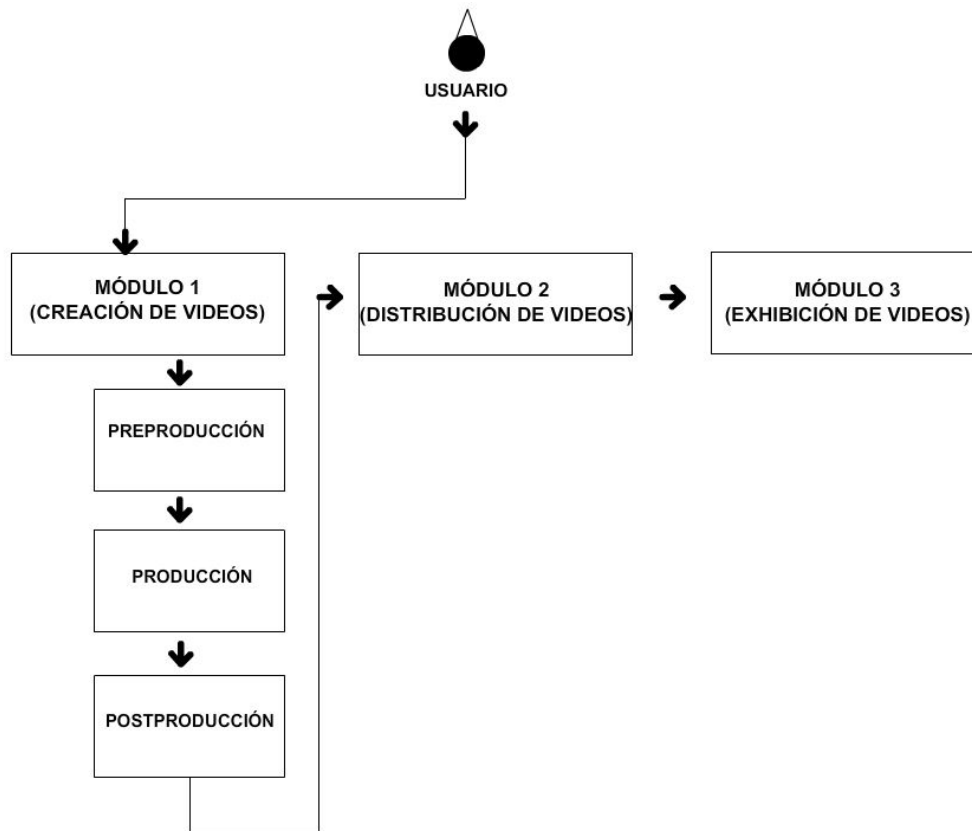 USUARIO
MÓDULO 1
(CREACIÓN DE VIDEOS)
MÓDULO 2
(DISTRIBUCIÓN DE VIDEOS)
MÓDULO 3
(EXHIBICIÓN DE VIDEOS)
PREPRODUCCIÓN
PRODUCCIÓN
POSTPRODUCCIÓN